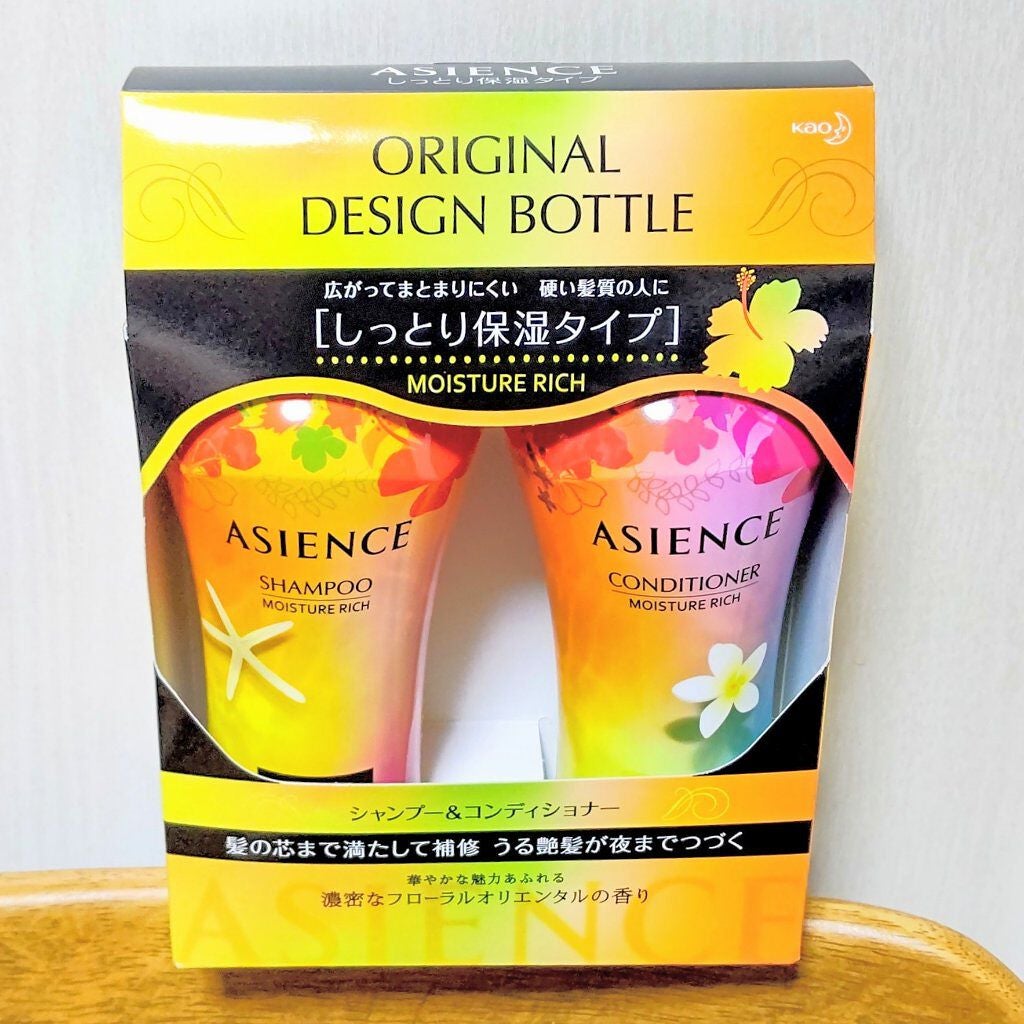 ASIENCE
しっとり保湿タイプ
Kao
ORIGINAL
DESIGN BOTTLE
広がってまとまりにくい 硬い髪質の人に
[しっとり保湿タイプ]
MOISTURE RICH
ASIENCE
SHAMPOO
MOISTURE RICH
ASIENCE
CONDITIONER
MOISTURE RICH
シャンプー&コンディショナー
髪の芯まで満たして補修 うる艶髪が夜までつづく
華やかな魅力あふれる
濃密なフローラルオリエンタルの香り
ASIENCE